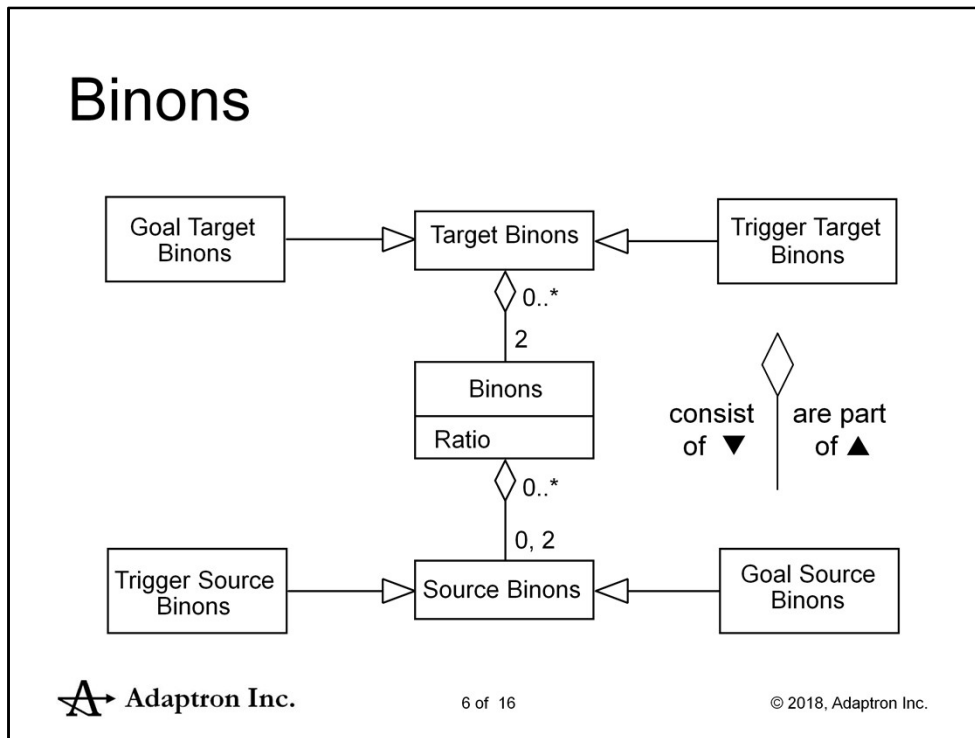 Binons
Goal Target
Binons
Target Binons
Trigger Target
Binons
0..*
2
Binons
Ratio
consist
of ▼
are part
of ▲
0..*
0, 2
Trigger Source
Binons
Source Binons
Goal Source
Binons
Adaptron Inc.
6 of 16
© 2018, Adaptron Inc.